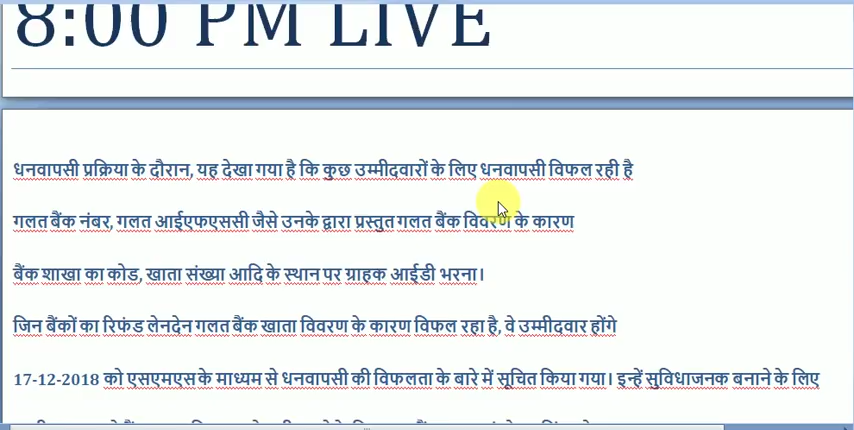 8:00 PM LIVE
धनवापसी प्रक्रिया के दौरान, यह देखा गया है कि कुछ उम्मीदवारों के लिए धनवापसी विफल रही है
गलत बैंक नंबर, गलत आईएफएससी जैसे उनके द्वारा प्रस्तुत गलत बैंक विवरण के कारण
बैंक शाखा का कोड, खाता संख्या आदि के स्थान पर ग्राहक आईडी भरना।
जिन बैंकों का रिफंड लेनदेन गलत बैंक खाता विवरण के कारण विफल रहा है, वे उम्मीदवार होंगे
17-12-2018 को एसएमएस के माध्यम से धनवापसी की विफलता के बारे में सूचित किया गया। इन्हें सुविधाजनक बनाने के लिए